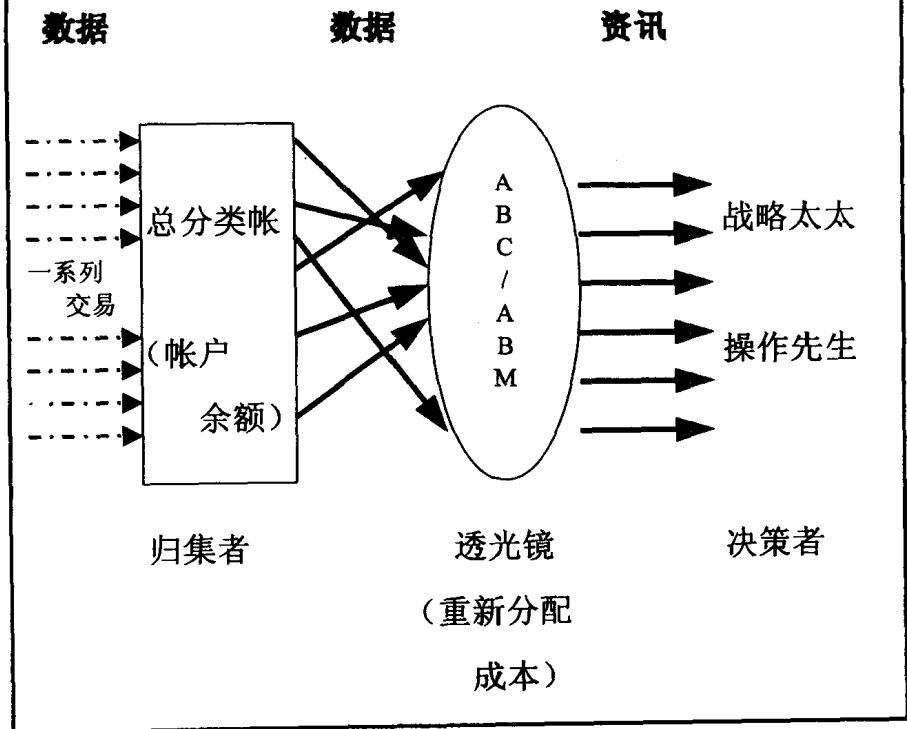 数据
数据
资讯
总分类帐
一系列
交易
（帐户
余额）
A
B
C
/
A
B
M
战略太太
操作先生
归集者
透光镜
（重新分配
成本）
决策者